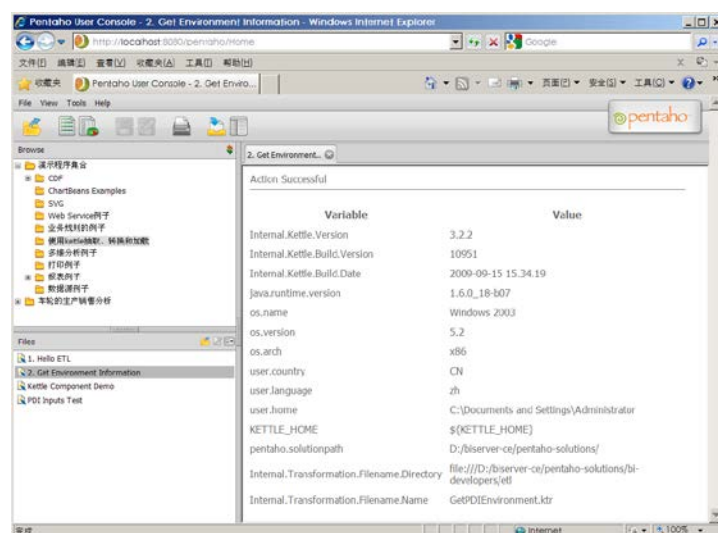 Pentaho User Console - 2. Get Environment Information - Windows Internet Explorer
http://localhost:8080/pentaho/Home
Google
文件(F) 编辑(E) 查看(V) 收藏夹(A) 工具(T) 帮助(H)
收藏夹 Pentaho User Console - 2. Get Enviro...
页面(P) 安全(S) 工具(O)
File View Tools Help
pentaho
Browse
2. Get Environment...
演示程序集合
CDF
ChartBeans Examples
SVG
Web Service例子
业务规则的例子
使用kettle抽取、转换和加载
多维分析例子
打印例子
报表例子
数据源例子
车轮的生产销售分析
Files
1. Hello ETL
2. Get Environment Information
Kettle Component Demo
PDI Inputs Test
Action Successful
Variable Value
Internal.Kettle.Version 3.2.2
Internal.Kettle.Build.Version 10951
Internal.Kettle.Build.Date 2009-09-15 15.34.19
java.runtime.version 1.6.0_18-b07
os.name Windows 2003
os.version 5.2
os.arch x86
user.country CN
user.language zh
user.home C:\Documents and Settings\Administrator
KETTLE_HOME ${KETTLE_HOME}
pentaho.solutionpath D:/biserver-ce/pentaho-solutions/
Internal.Transformation.Filename.Directory file:///D:/biserver-ce/pentaho-solutions/bi-
developers/etl
Internal.Transformation.Filename.Name GetPDIEnvironment.ktr
完成
Internet
100%